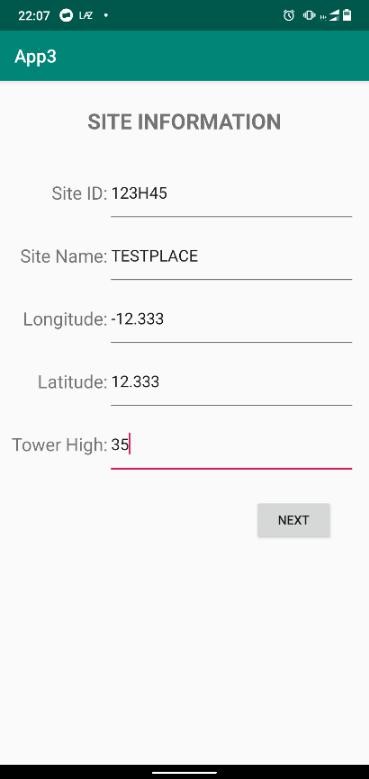 22:07 LAZ
App3
SITE INFORMATION
Site ID: 123H45
Site Name: TESTPLACE
Longitude: -12.333
Latitude: 12.333
Tower High: 35
NEXT